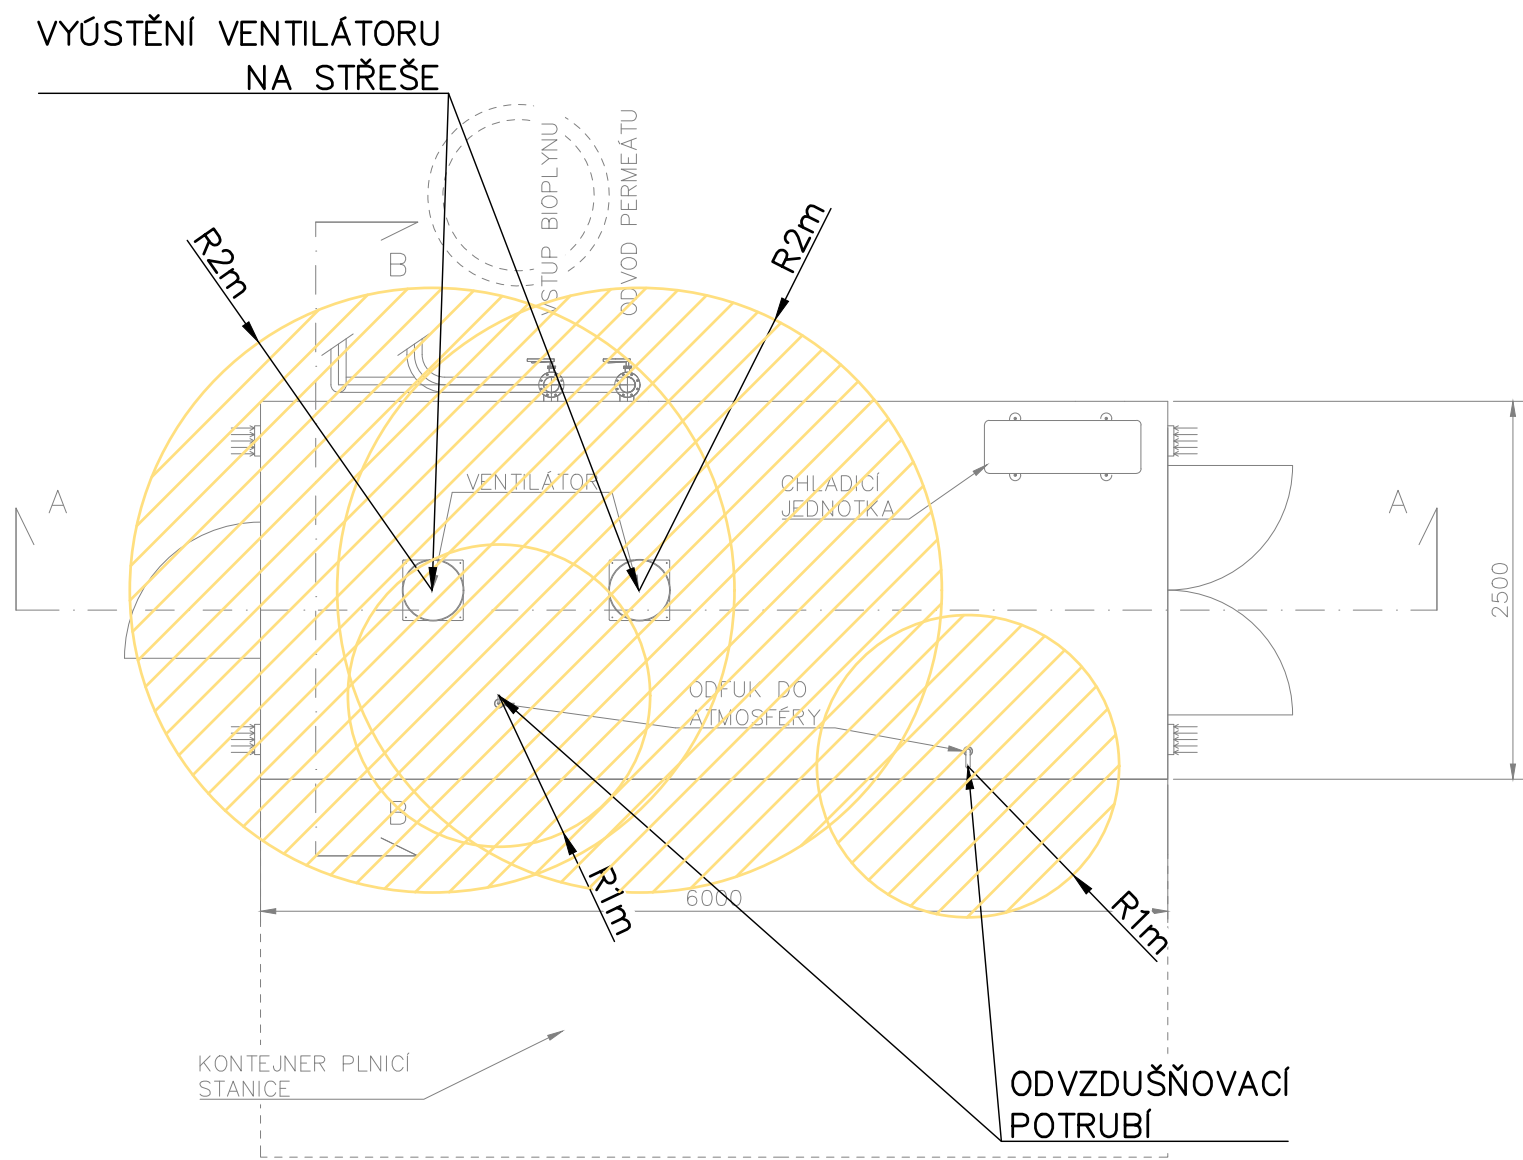 VYÚSTĚNÍ VENTILÁTORU
NA STŘEŠE
VSTUP BIOPLYNU
ODVOD PERMEÁTU
R2m
R2m
B
A
A
VENTILÁTOR
CHLADICÍ
JEDNOTKA
2500
ODFUK DO
ATMOSFÉRY
B
R1m
6000
R1m
KONTEJNER PLNICÍ
STANICE
ODVZDUŠŇOVACÍ
POTRUBÍ